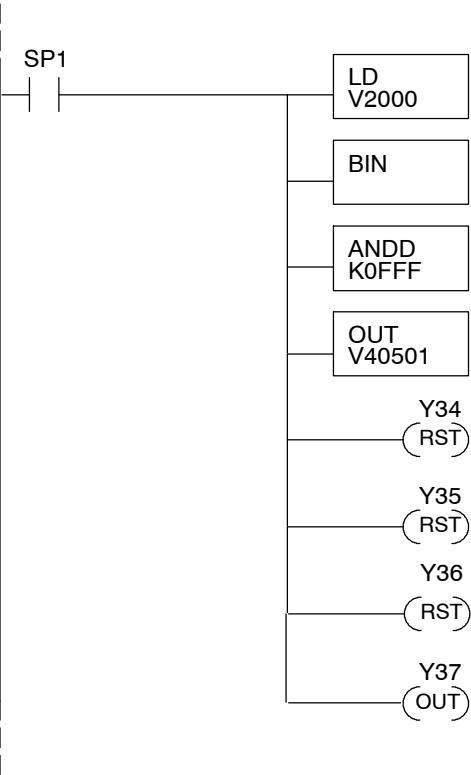 SP1
LD
V2000
BIN
ANDD
K0FFF
OUT
V40501
Y34
RST
Y35
RST
Y36
RST
Y37
OUT